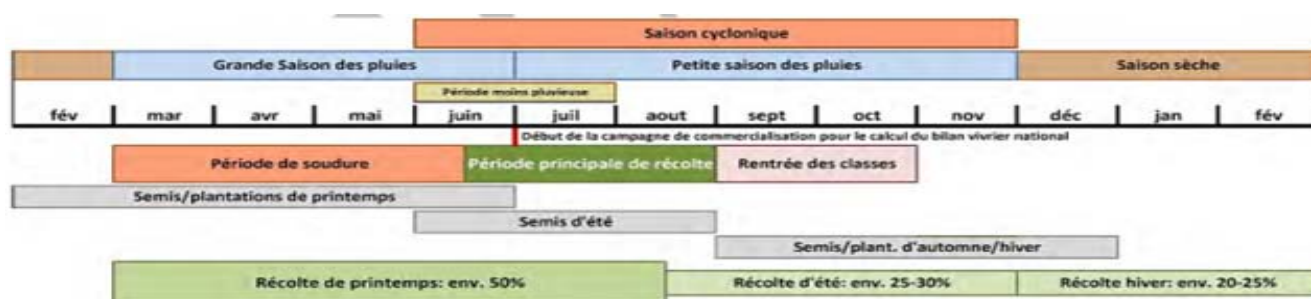 Saison cyclonique
Grande Saison des pluies Petite saison des pluies Saison sèche
Période moins pluvieuse
fév mar avr mai juin juil aout sept oct nov déc jan fév
Début de la campagne de commercialisation pour le calcul du bilan vivrier national
Période de soudure Période principale de récolte Rentrée des classes
Semis/plantations de printemps
Semis d'été
Semis/plant. d'automne/hiver
Récolte de printemps: env. 50% Récolte d'été: env. 25-30% Récolte hiver: env. 20-25%